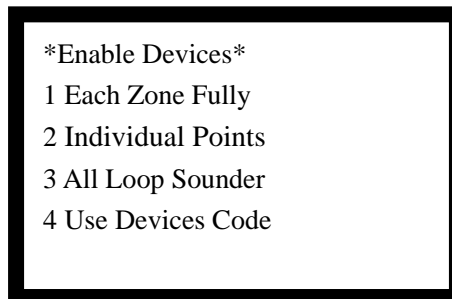 *Enable Devices*
1 Each Zone Fully
2 Individual Points
3 All Loop Sounder
4 Use Devices Code